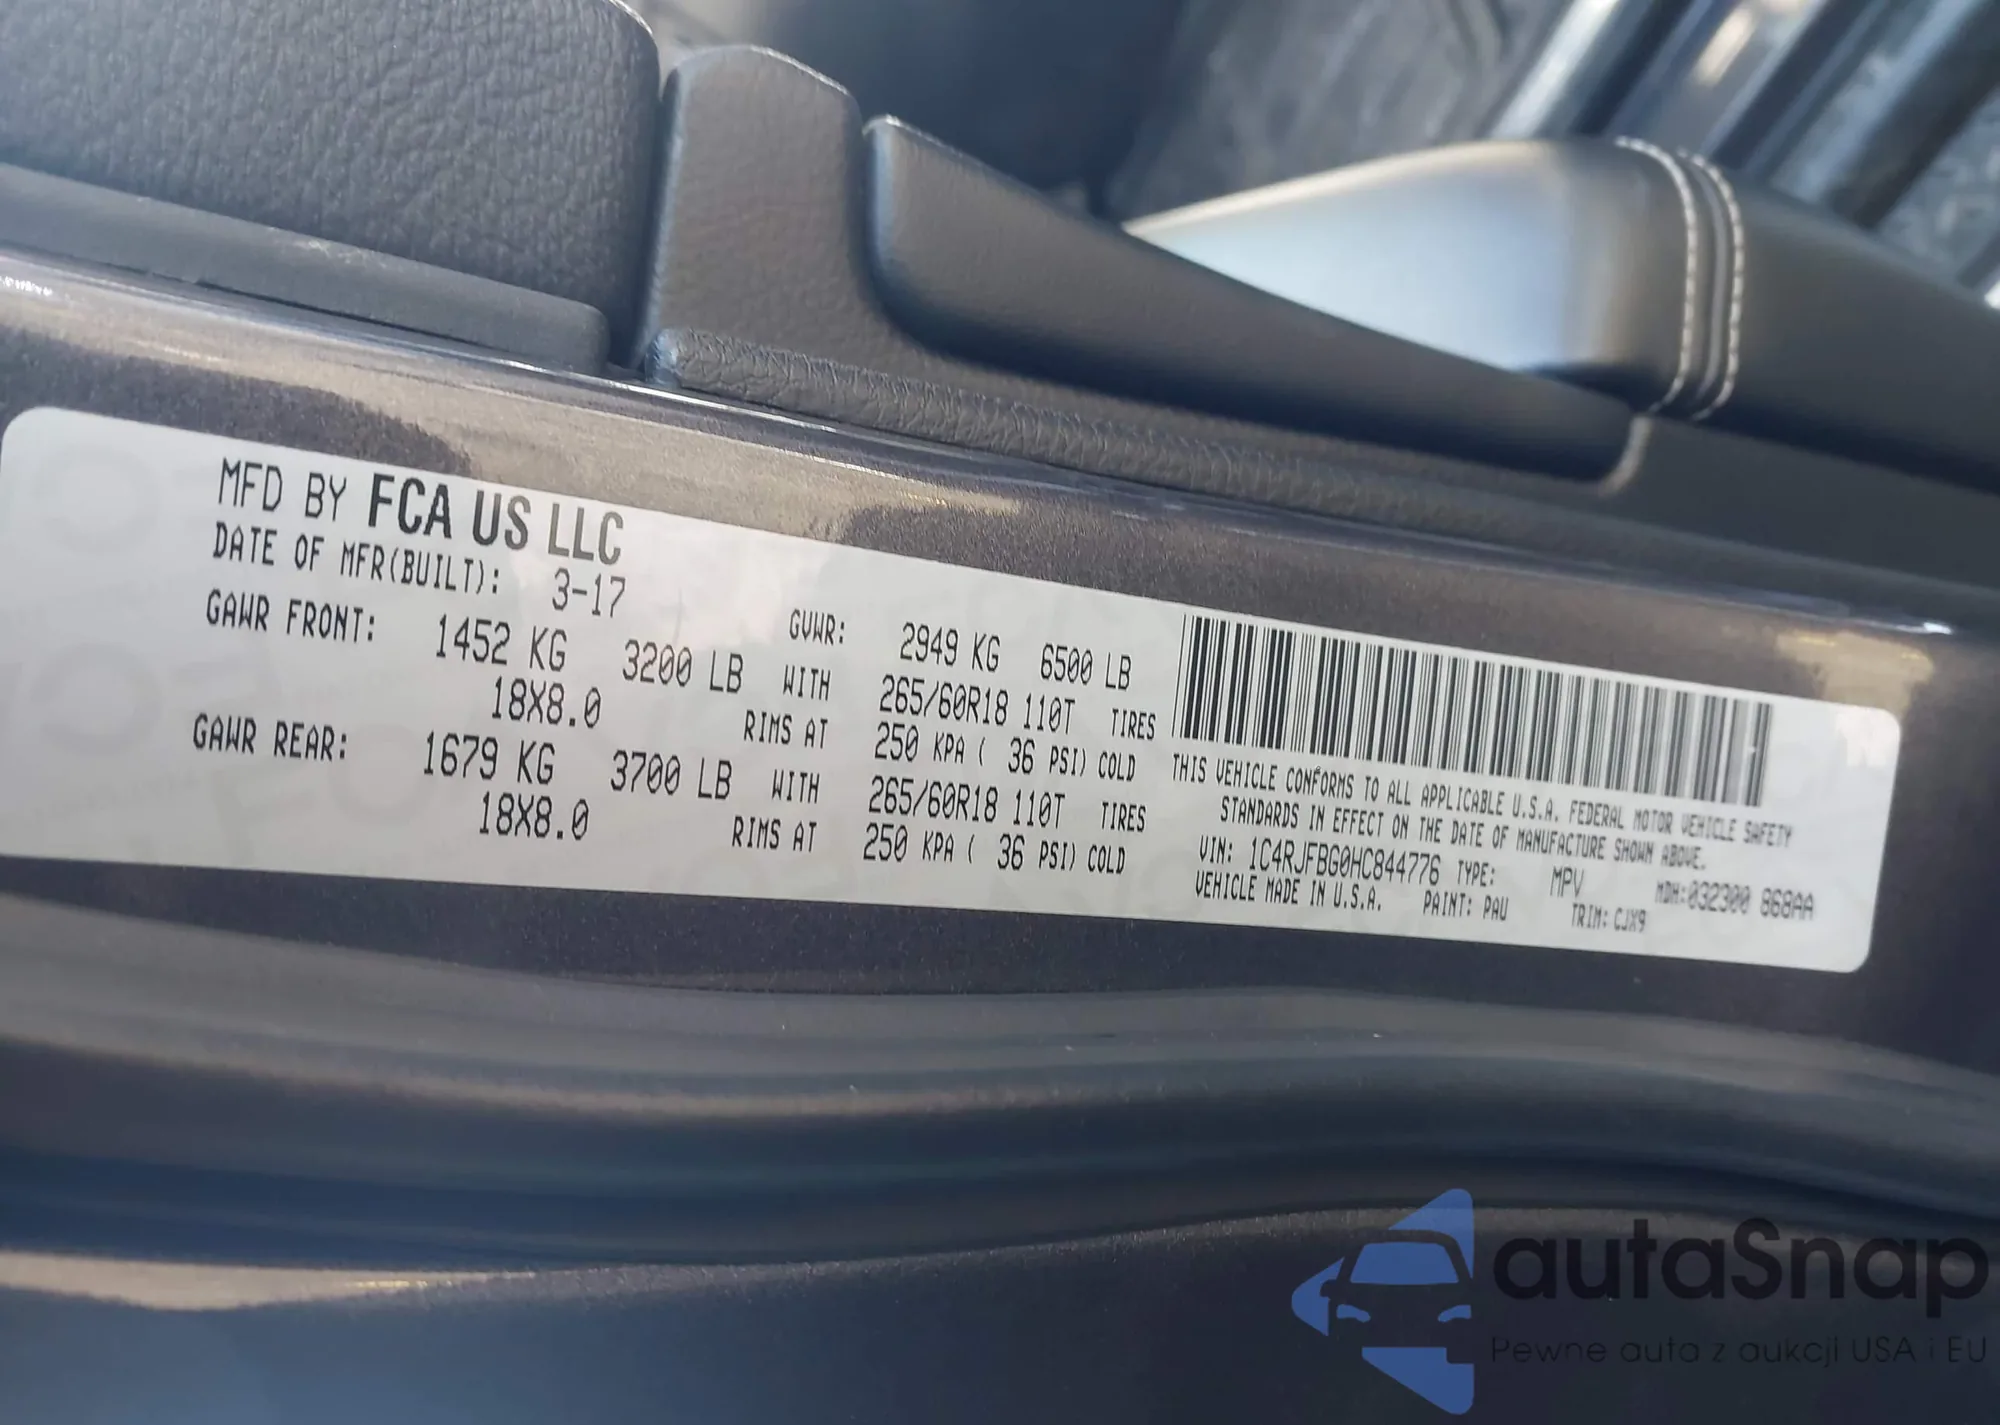 MFD BY FCA US LLC
DATE OF MFR(BUILT): 3-17
GVWR: 2949 KG 6500 LB
GAWR FRONT: 1452 KG 3200 LB WITH 265/60R18 110T TIRES
18X8.0 RIMS AT 250 KPA ( 36 PSI) COLD
GAWR REAR: 1679 KG 3700 LB WITH 265/60R18 110T TIRES
18X8.0 RIMS AT 250 KPA ( 36 PSI) COLD
THIS VEHICLE CONFORMS TO ALL APPLICABLE U.S.A. FEDERAL MOTOR VEHICLE SAFETY
STANDARDS IN EFFECT ON THE DATE OF MANUFACTURE SHOWN ABOVE.
VIN: 1C4RJFBG0HC844776 TYPE: MPV MDH:032300 868AA
VEHICLE MADE IN U.S.A. PAINT: PAU TRIM: CJX9
autaSnap
Pewne auta z aukcji USA i EU